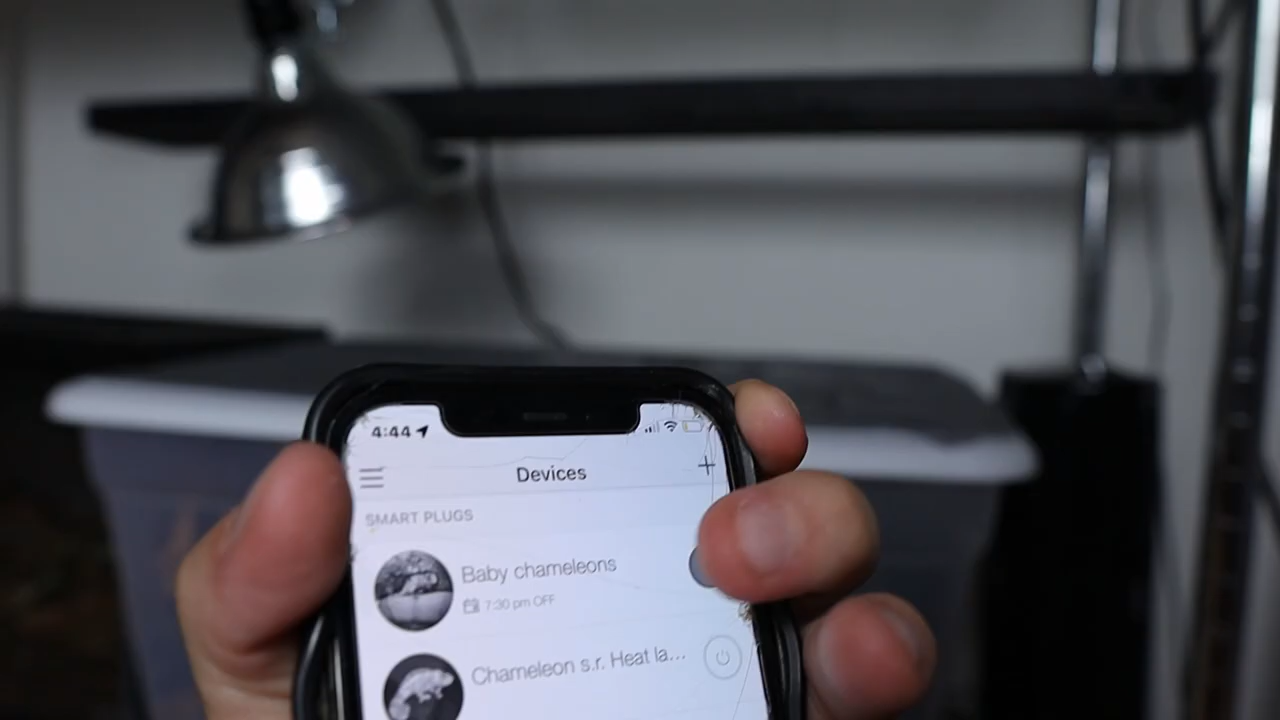 4:44
Devices
SMART PLUGS
Baby chameleons
7:30 pm OFF
Chameleon s.r. Heat la...